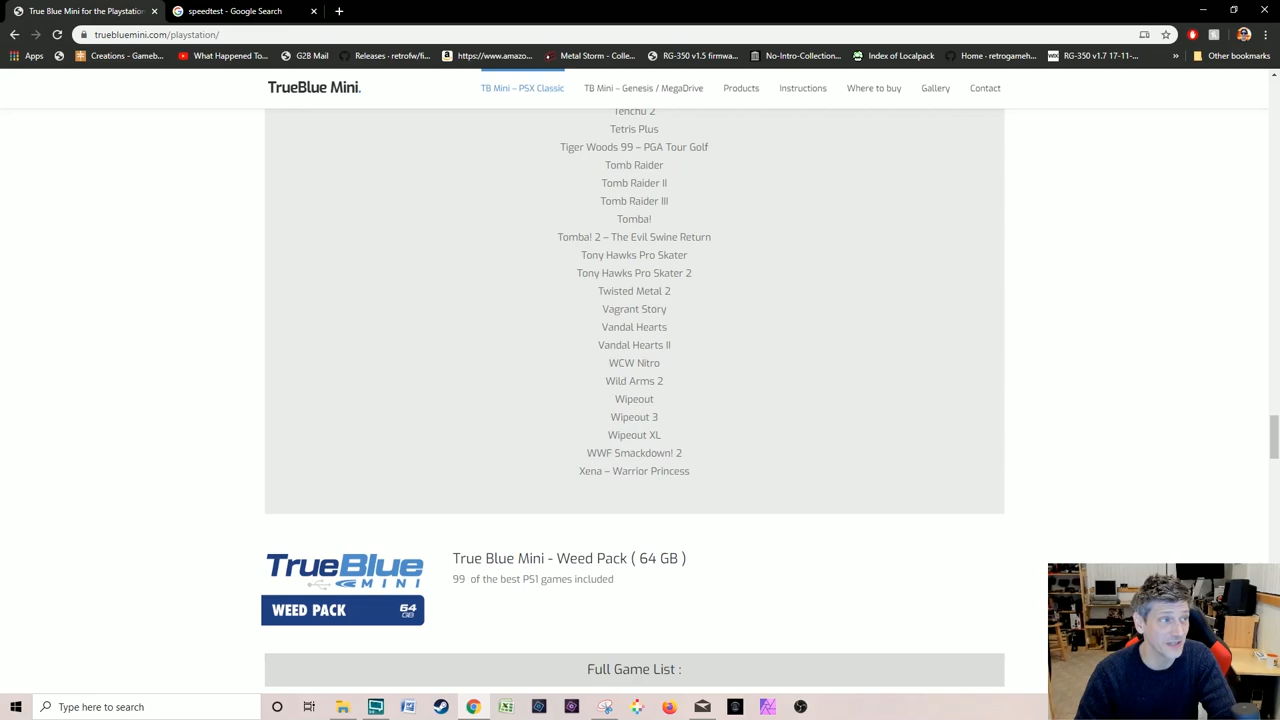 True Blue Mini for the Playstation
speedtest - Google Search
truebluemini.com/playstation/
Apps
Creations - Gameb...
What Happened To...
G2B Mail
Releases · retrofw/fi...
https://www.amazo...
Metal Storm - Colle...
RG-350 v1.5 firmwa...
No-Intro-Collection...
Index of Localpack
Home · retrogameh...
RG-350 v1.7 17-11-...
Other bookmarks
TrueBlue Mini.
TB Mini – PSX Classic
TB Mini – Genesis / MegaDrive
Products
Instructions
Where to buy
Gallery
Contact
Tenchu 2
Tetris Plus
Tiger Woods 99 – PGA Tour Golf
Tomb Raider
Tomb Raider II
Tomb Raider III
Tomba!
Tomba! 2 – The Evil Swine Return
Tony Hawks Pro Skater
Tony Hawks Pro Skater 2
Twisted Metal 2
Vagrant Story
Vandal Hearts
Vandal Hearts II
WCW Nitro
Wild Arms 2
Wipeout
Wipeout 3
Wipeout XL
WWF Smackdown! 2
Xena – Warrior Princess
TrueBlue
MINI
WEED PACK
64
GB
True Blue Mini - Weed Pack ( 64 GB )
99 of the best PS1 games included
Full Game List :
Type here to search